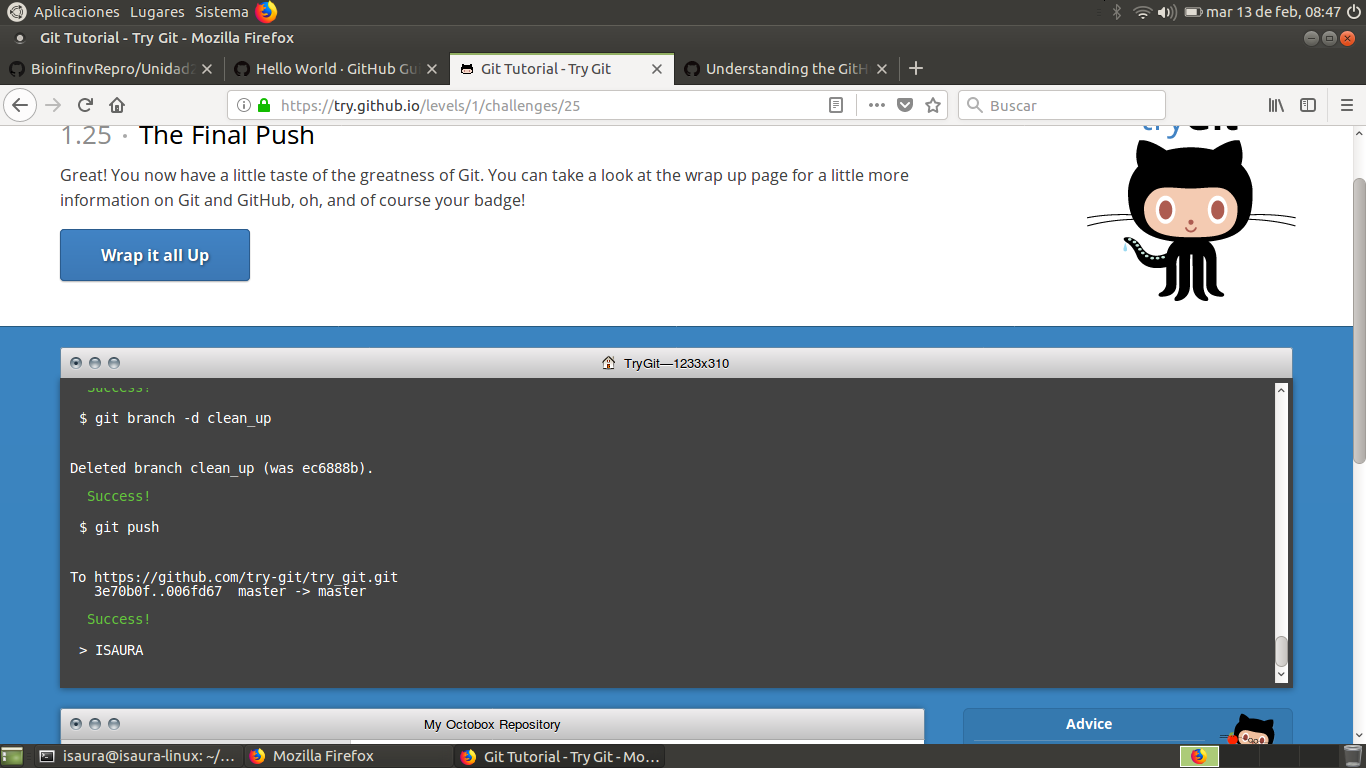 Aplicaciones Lugares Sistema mar 13 de feb, 08:47
Git Tutorial - Try Git - Mozilla Firefox
BioinfinvRepro/Unidad Hello World · GitHub Gu Git Tutorial - Try Git Understanding the GitH
https://try.github.io/levels/1/challenges/25 Buscar
tryGit
1.25 · The Final Push
Great! You now have a little taste of the greatness of Git. You can take a look at the wrap up page for a little more
information on Git and GitHub, oh, and of course your badge!
Wrap it all Up
TryGit—1233x310
Success!
$ git branch -d clean_up
Deleted branch clean_up (was ec6888b).
Success!
$ git push
To https://github.com/try-git/try_git.git
3e70b0f..006fd67 master -> master
Success!
> ISAURA
My Octobox Repository
Advice
isaura@isaura-linux: ~/... Mozilla Firefox Git Tutorial - Try Git - Mo...